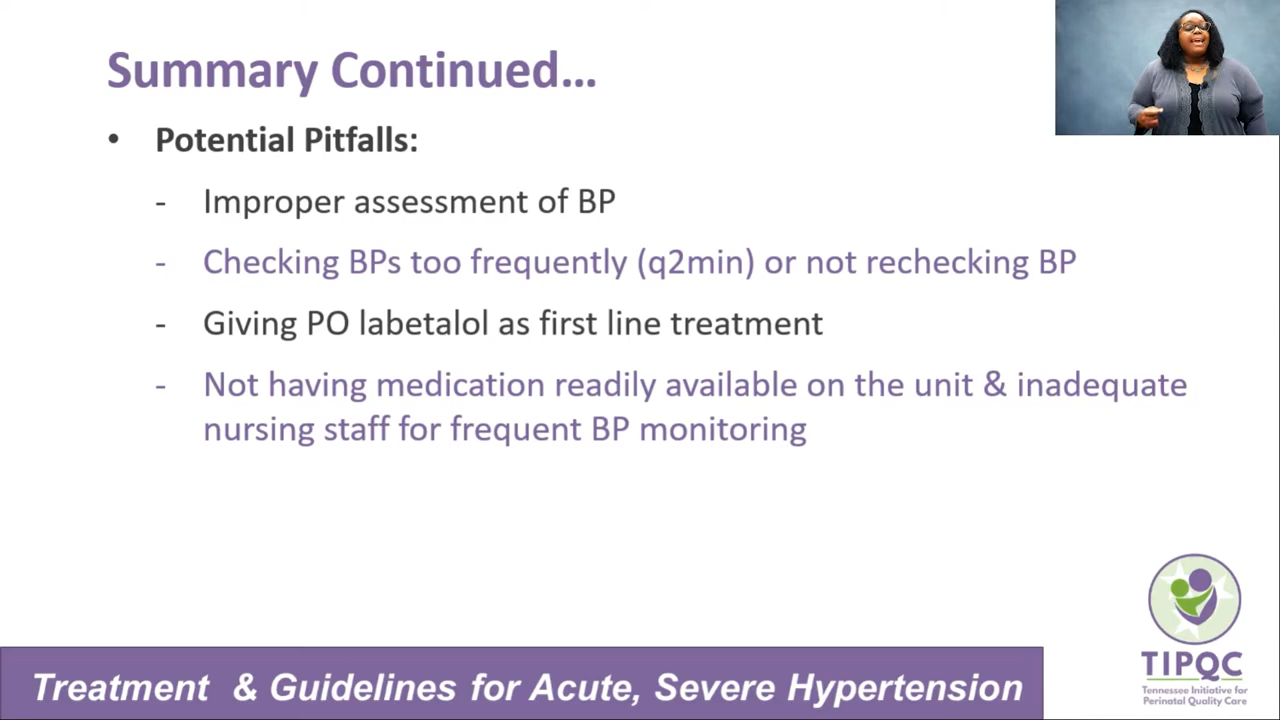 Summary Continued...
• Potential Pitfalls:
- Improper assessment of BP
- Checking BPs too frequently (q2min) or not rechecking BP
- Giving PO labetalol as first line treatment
- Not having medication readily available on the unit & inadequate
nursing staff for frequent BP monitoring
Treatment & Guidelines for Acute, Severe Hypertension
TIPQC
Tennessee Initiative for
Perinatal Quality Care